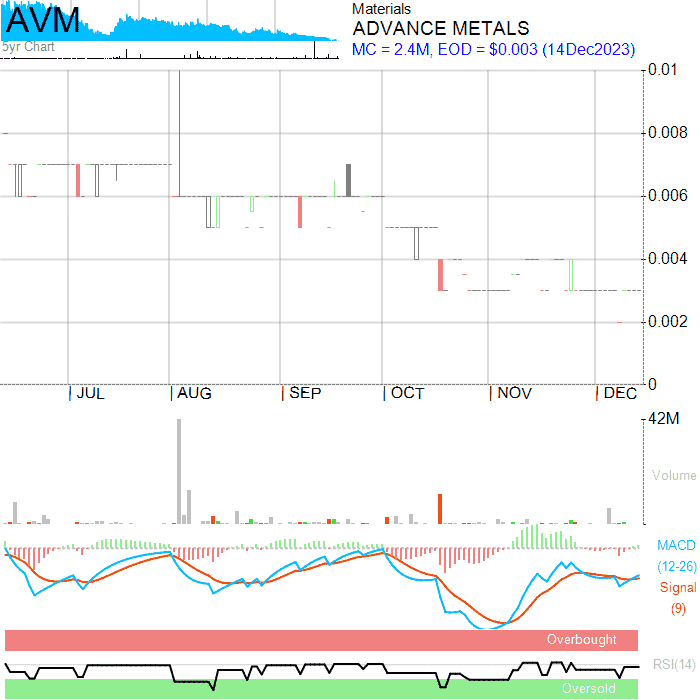 AVM
5yr Chart
Materials
ADVANCE METALS
MC = 2.4M, EOD = $0.003 (14Dec2023)
0.01
0.008
0.006
0.004
0.002
0
JUL
AUG
SEP
OCT
NOV
DEC
42M
Volume
MACD
(12-26)
Signal
(9)
Overbought
RSI(14)
Oversold